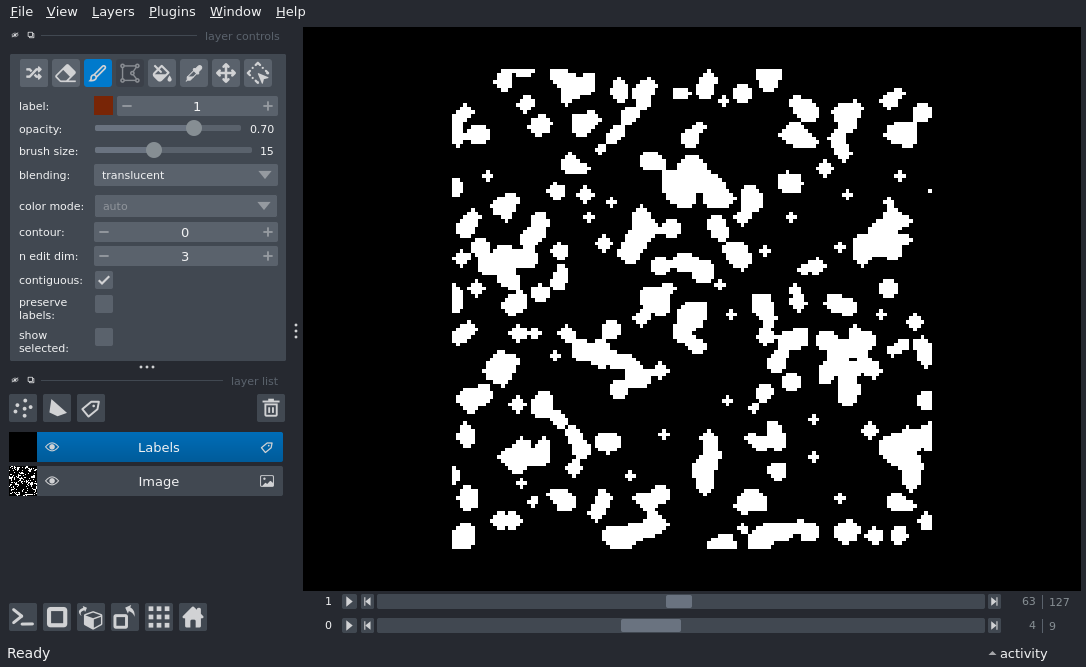 File View Layers Plugins Window Help
layer controls
label: 1
opacity: 0.70
brush size: 15
blending: translucent
color mode: auto
contour: 0
n edit dim: 3
contiguous:
preserve
labels:
show
selected:
layer list
Labels
Image
1 63 127
0 4 9
Ready activity